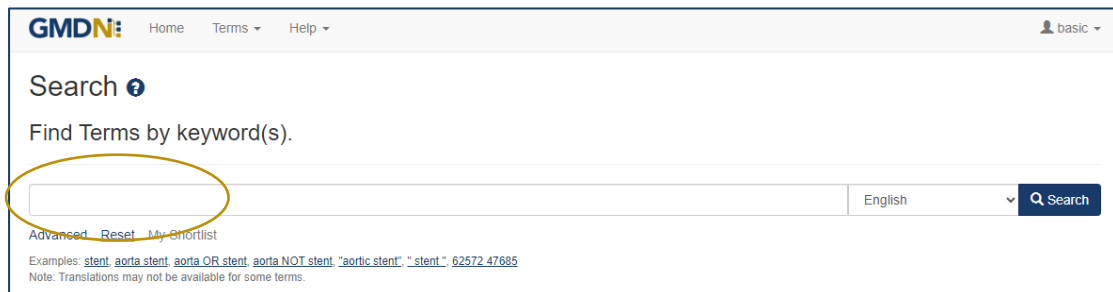 GMDN Home Terms Help basic
Search ?
Find Terms by keyword(s).
English Search
Advanced Reset My Shortlist
Examples: stent, aorta stent, aorta OR stent, aorta NOT stent, "aortic stent", " stent ", 62572 47685
Note: Translations may not be available for some terms.